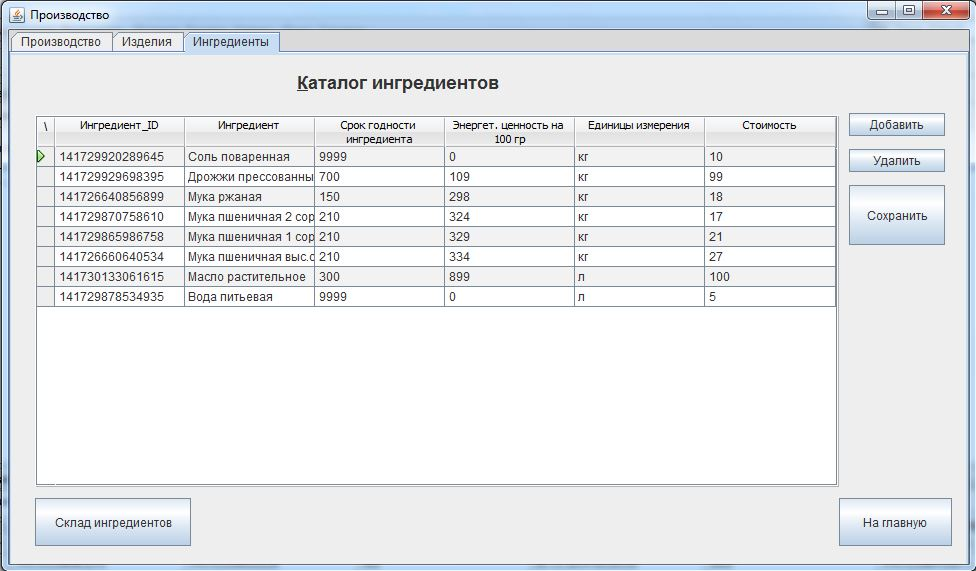 Производство
Производство Изделия Ингредиенты
Каталог ингредиентов
\ Ингредиент_ID Ингредиент Срок годности ингредиента Энергет. ценность на 100 гр Единицы измерения Стоимость
141729920289645 Соль поваренная 9999 0 кг 10
141729929698395 Дрожжи прессованны 700 109 кг 99
141726640856899 Мука ржаная 150 298 кг 18
141729870758610 Мука пшеничная 2 сор 210 324 кг 17
141729865986758 Мука пшеничная 1 сор 210 329 кг 21
141726660640534 Мука пшеничная выс.с 210 334 кг 27
141730133061615 Масло растительное 300 899 л 100
141729878534935 Вода питьевая 9999 0 л 5
Добавить
Удалить
Сохранить
Склад ингредиентов На главную